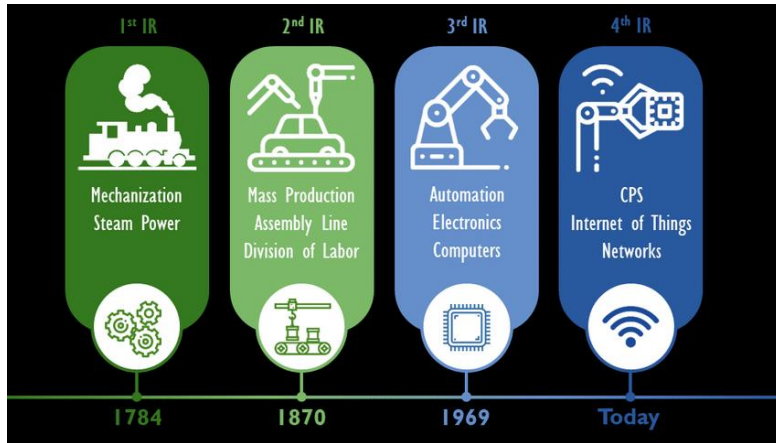 1st IR
Mechanization
Steam Power
1784
2nd IR
Mass Production
Assembly Line
Division of Labor
1870
3rd IR
Automation
Electronics
Computers
1969
4th IR
CPS
Internet of Things
Networks
Today